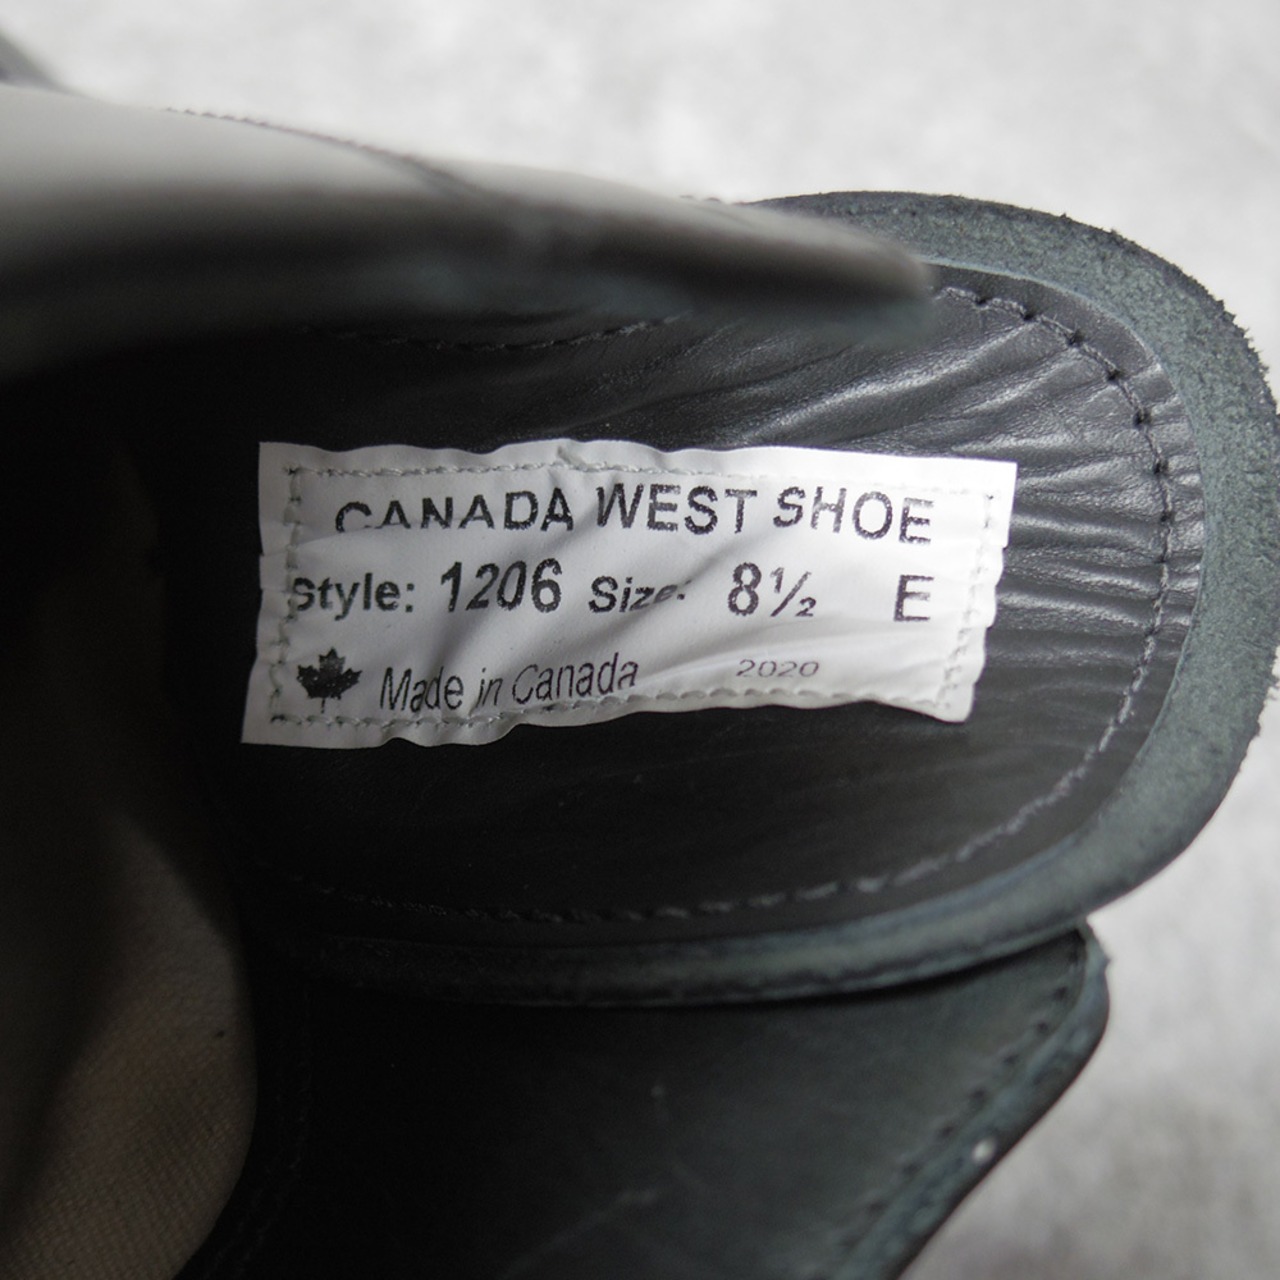 CANADA WEST SHOE
Style: 1206 Size: 8½ E
Made in Canada 2020